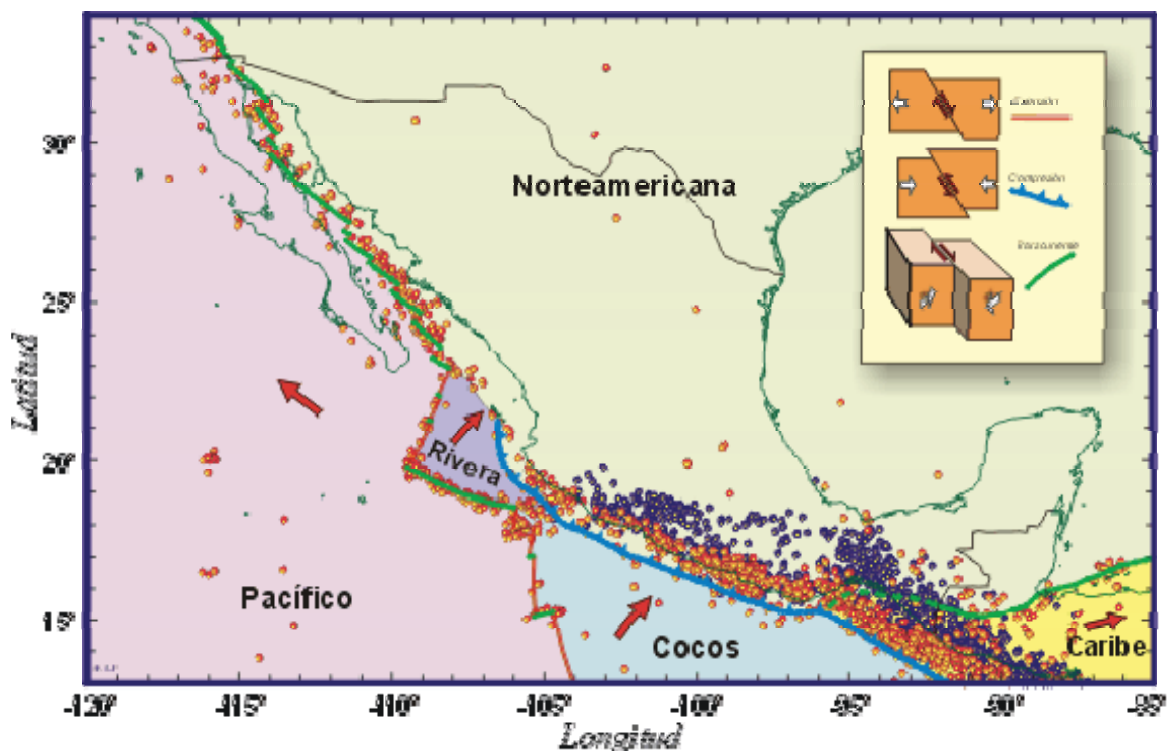 Extensión
Compresión
Norteamericana
30°
25°
Latitud
Rivera
20°
Pacífico
15°
Cocos
Caribe
-120°
-115°
-110°
-105°
-100°
-95°
-90°
Longitud